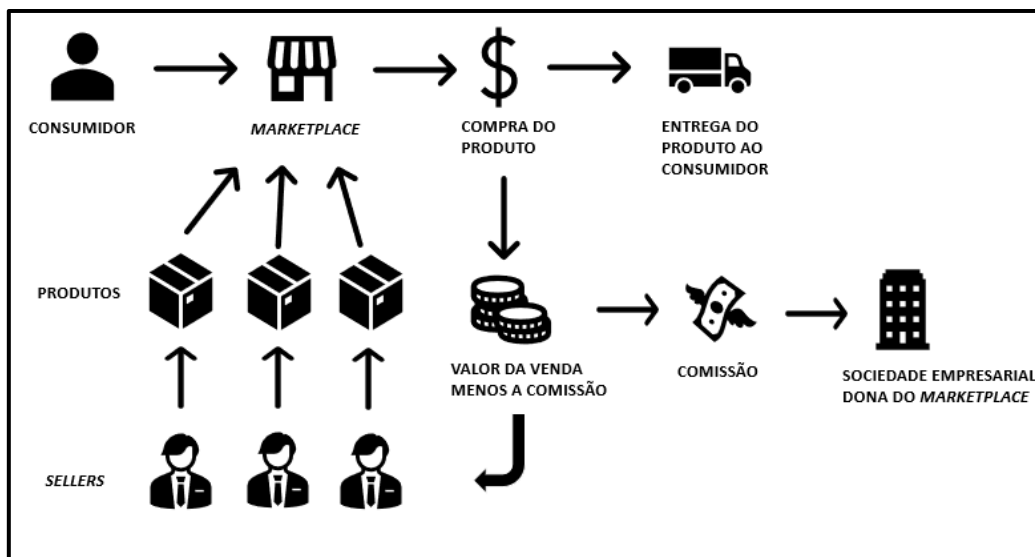 CONSUMIDOR
MARKETPLACE
COMPRA DO
PRODUTO
ENTREGA DO
PRODUTO AO
CONSUMIDOR
PRODUTOS
VALOR DA VENDA
MENOS A COMISSÃO
COMISSÃO
SOCIEDADE EMPRESARIAL
DONA DO MARKETPLACE
SELLERS